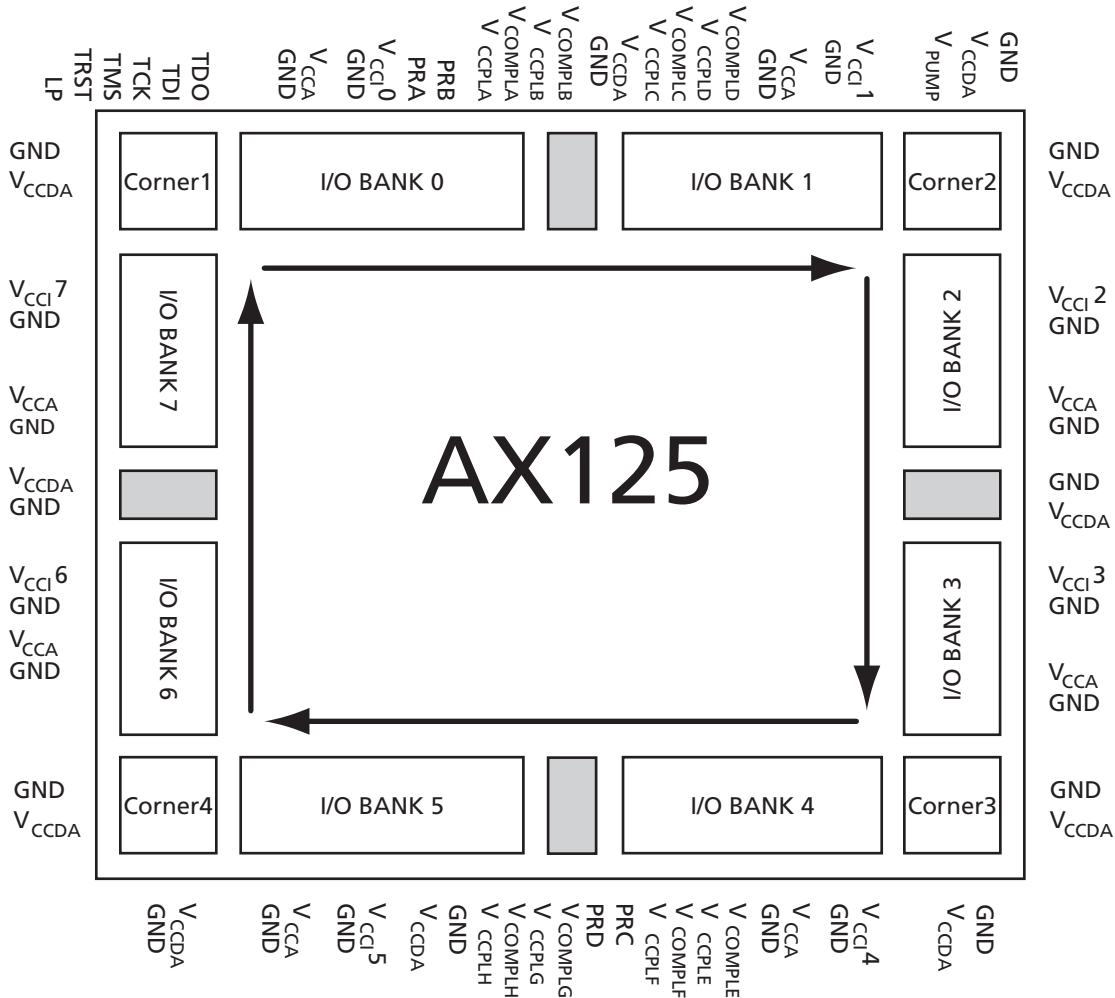 LP
TRST
TMS
TCK
TDI
TDO
GND
VCCA
GND
VCCI0
PRA
PRB
VCCPLA
VCOMPLA
VCCPLB
VCOMPLB
GND
VCCDA
VCCPLC
VCOMPLC
VCCPLD
VCOMPLD
GND
VCCA
GND
VCCI1
VPUMP
VCCDA
GND
GND
VCCDA
Corner1
I/O BANK 0
I/O BANK 1
Corner2
GND
VCCDA
VCCI7
GND
VCCA
GND
I/O BANK 7
I/O BANK 2
VCCI2
GND
VCCA
GND
AX125
VCCDA
GND
GND
VCCDA
VCCI6
GND
VCCA
GND
I/O BANK 6
I/O BANK 3
VCCI3
GND
VCCA
GND
GND
VCCDA
Corner4
I/O BANK 5
I/O BANK 4
Corner3
GND
VCCDA
GND
VCCDA
GND
VCCA
GND
VCCI5
VCCDA
GND
VCCPLH
VCOMPLH
VCCPLG
VCOMPLG
PRD
PRC
VCCPLF
VCOMPLF
VCCPLE
VCOMPLE
GND
VCCA
GND
VCCI4
VCCDA
GND